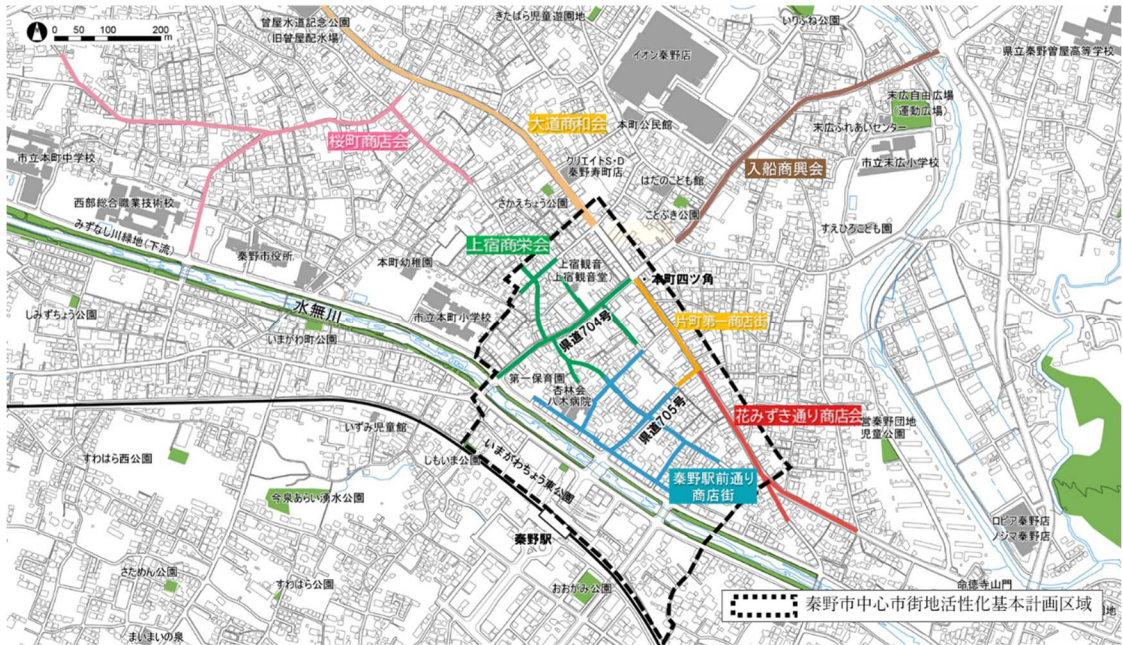 曾屋水道記念公園
(旧曾屋配水場)
きたはら児童遊園地
いりふね公園
0 50 100 200
m
イオン秦野店
県立秦野曽屋高等学校
末広自由広場
(運動広場)
大道商和会
本町公民館
末広ふれあいセンター
桜町商店会
市立本町中学校
クリエイトS・D
秦野寿町店
入船商興会
市立末広小学校
はだのこども館
西部総合職業技術校
さかえちょう公園
ことぶき公園
みずなし川緑地(下流)
すえひろこども園
上宿商栄会
秦野市役所
本町幼稚園
上宿観音
(上宿観音堂)
本町四ツ角
水無川
しみずちょう公園
市立本町小学校
片町第一商店街
いまがわ町公園
県道704号
第一保育園
杏林会
八木病院
県道705号
花みずき通り商店会
営秦野団地
児童公園
いずみ児童館
すわはら西公園
しもいま公園
いまがわちょう東公園
秦野駅前通り
商店街
今泉あらい湧水公園
ロピア秦野店
ノジマ秦野店
秦野駅
さためん公園
すわはら公園
おおがみ公園
命徳寺山門
秦野市中心市街地活性化基本計画区域
地
まいまいの泉